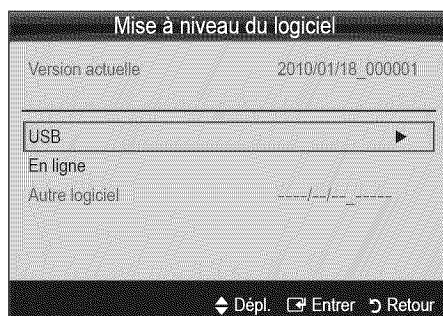 Mise à niveau du logiciel
Version actuelle 2010/01/18_000001
USB ►
En ligne
Autre logiciel ----/--/--_-----
Dépl. Entrer Retour